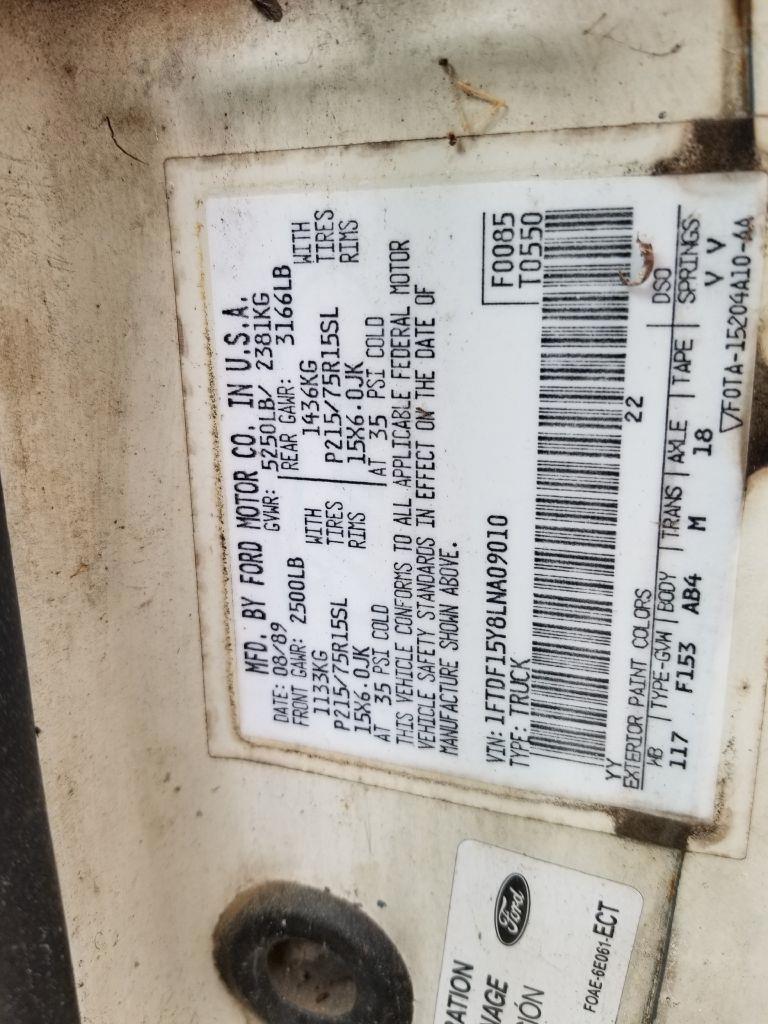 MFD. BY FORD MOTOR CO. IN U.S.A.
DATE: 08/89 GVWR: 5250LB/ 2381KG
FRONT GAWR: 2500LB REAR GAWR: 3166LB
1133KG WITH 1436KG WITH
P215/75R15SL TIRES P215/75R15SL TIRES
15X6.0JK RIMS 15X6.0JK RIMS
AT 35 PSI COLD AT 35 PSI COLD
THIS VEHICLE CONFORMS TO ALL APPLICABLE FEDERAL MOTOR
VEHICLE SAFETY STANDARDS IN EFFECT ON THE DATE OF
MANUFACTURE SHOWN ABOVE.
F0085
VIN: 1FTDF15Y8LNA09010 T0550
TYPE: TRUCK
YY 22
EXTERIOR PAINT COLORS DSO
WB TYPE-GVW BODY TRANS AXLE TAPE SPRINGS
117 F153 AB4 M 18 V V
▽F0TA-15204A10-AA
RATION
NAGE
IÓN
Ford
FOAE-6E061-ECT